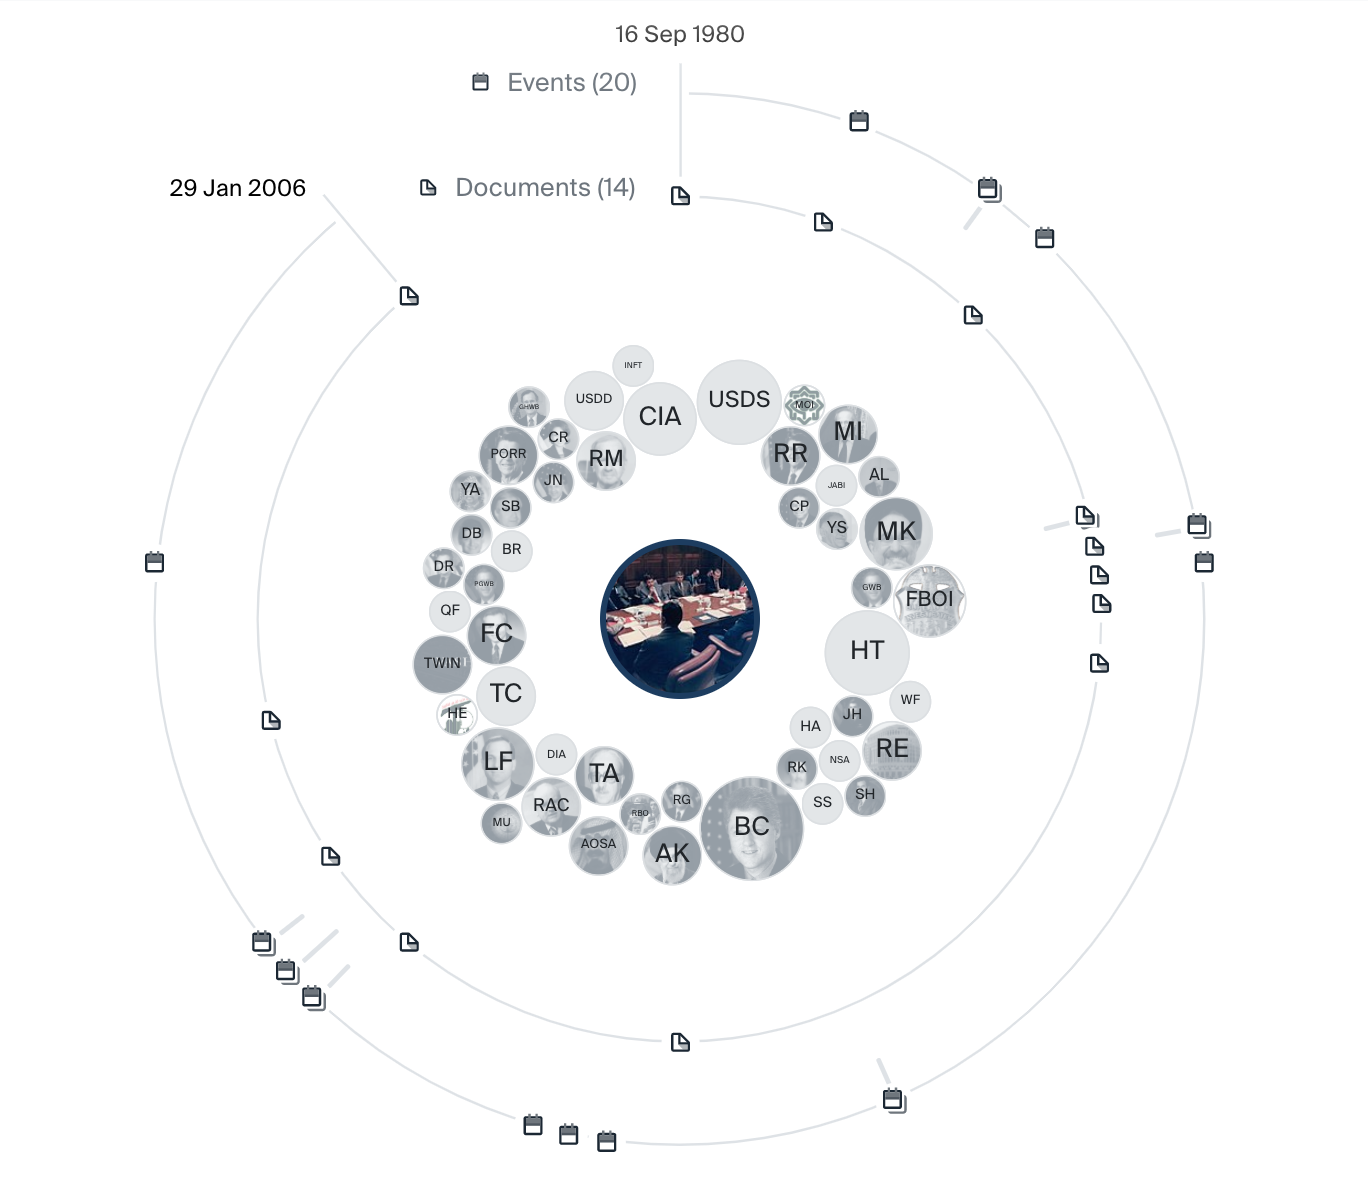 16 Sep 1980
Events (20)
29 Jan 2006
Documents (14)
INFT
USDD
CIA
USDS
MOI
GHWB
CR
PORR
RM
MI
RR
JN
YA
SB
JABI
AL
CP
YS
MK
DB
BR
DR
PGWB
GWB
FBOI
QF
FC
HT
TWIN
TC
HE
WF
JH
HA
RE
LF
DIA
TA
NSA
RK
RAC
RG
SS
SH
MU
RBO
BC
AOSA
AK